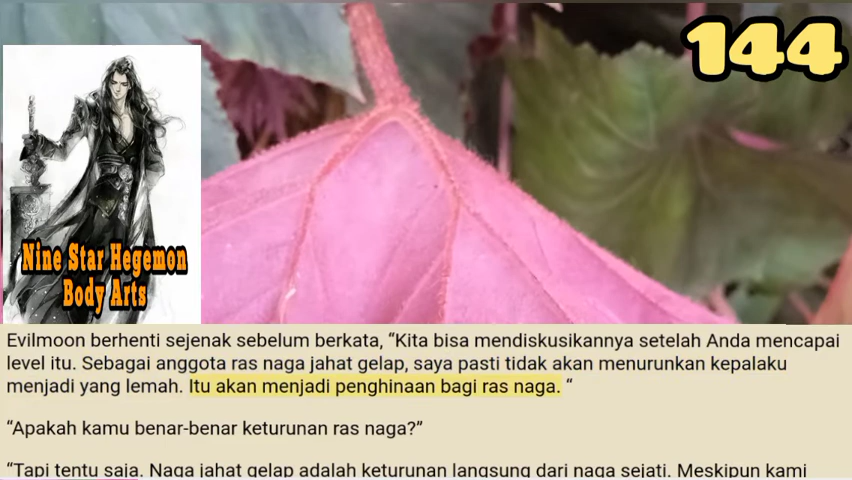 144
Nine Star Hegemon
Body Arts
Evilmoon berhenti sejenak sebelum berkata, “Kita bisa mendiskusikannya setelah Anda mencapai
level itu. Sebagai anggota ras naga jahat gelap, saya pasti tidak akan menurunkan kepalaku
menjadi yang lemah. Itu akan menjadi penghinaan bagi ras naga. “
“Apakah kamu benar-benar keturunan ras naga?”
“Tapi tentu saja. Naga jahat gelap adalah keturunan langsung dari naga sejati. Meskipun kami